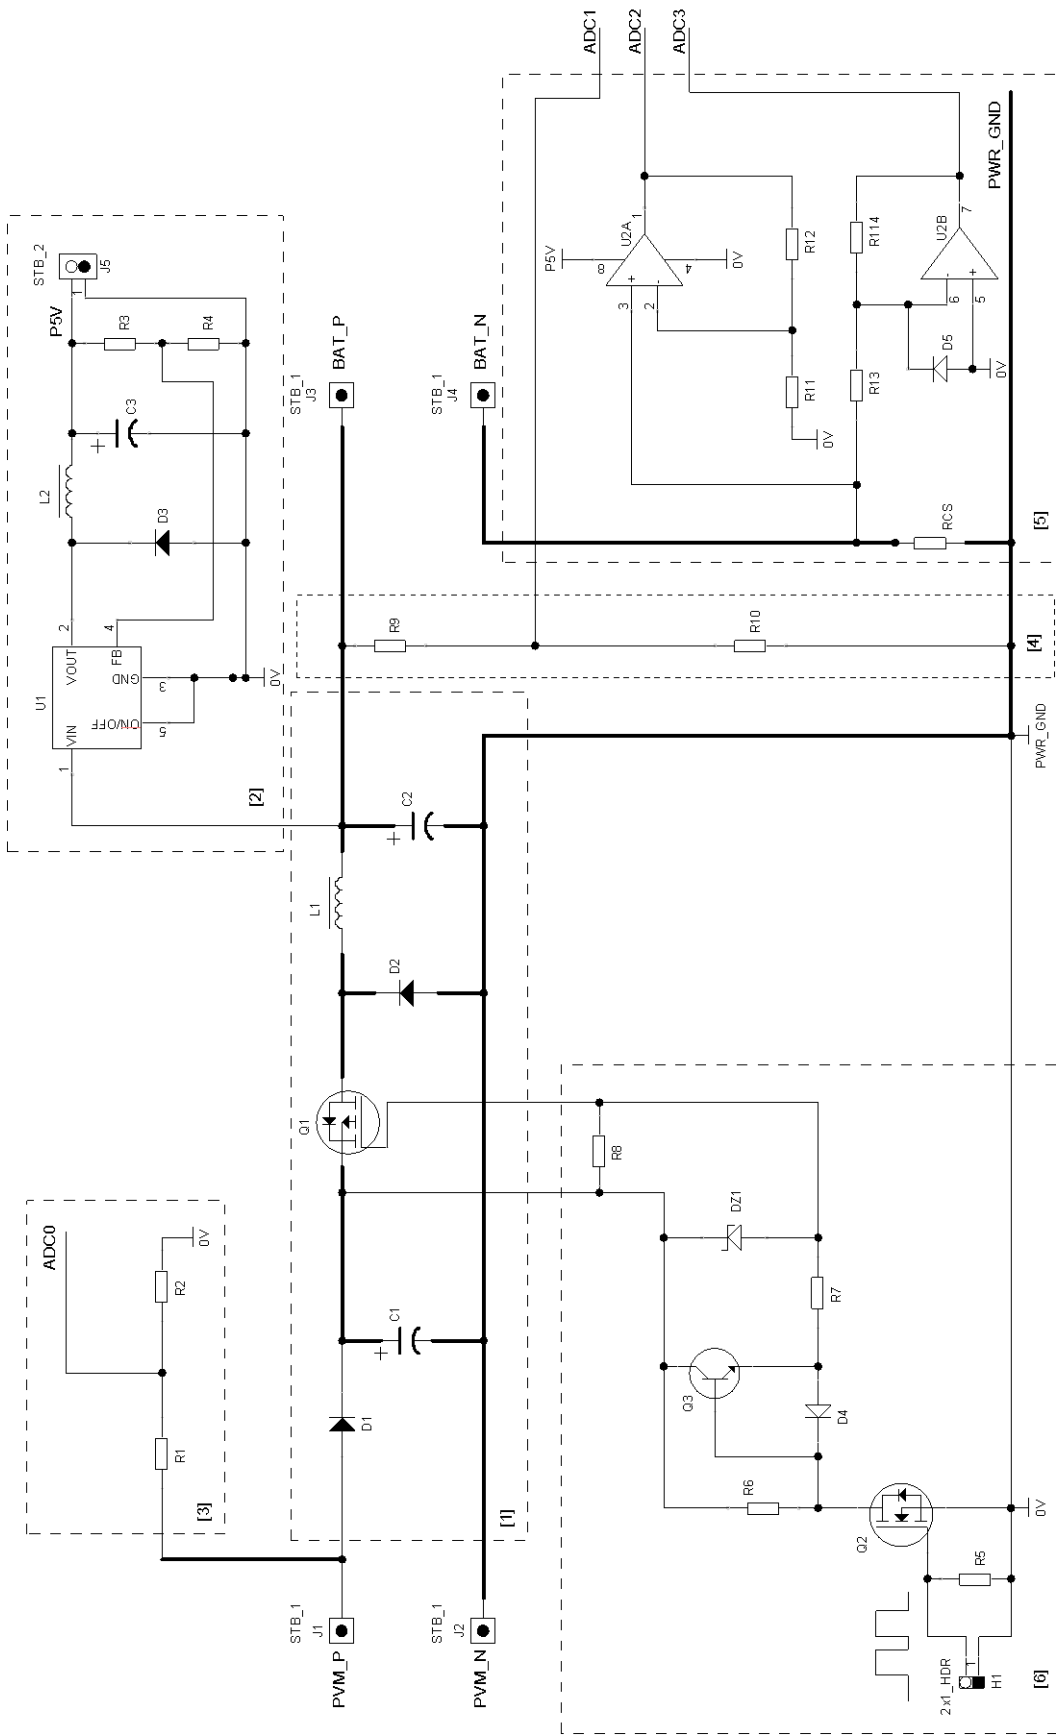 ADC1
ADC2
ADC3
STB_2
J5
1
P5V
R3
R4
C3
+
L2
D3
2
4
VOUT
FB
GND
3
ON/OFF
5
VIN
U1
1
0V
[2]
STB_1
J3
BAT_P
STB_1
J4
BAT_N
P5V
8
U2A
1
+
-
3
2
4
0V
R12
R11
0V
R114
R13
U2B
7
-
+
6
5
D5
0V
PWR_GND
RCS
[5]
R9
R10
[4]
PWR_GND
C2
+
L1
D2
Q1
C1
+
D1
[1]
ADC0
R2
0V
R1
[3]
STB_1
J1
PVM_P
STB_1
J2
PVM_N
R8
DZ1
R7
Q3
D4
R6
Q2
0V
R5
2x1_HDR
1
H1
[6]